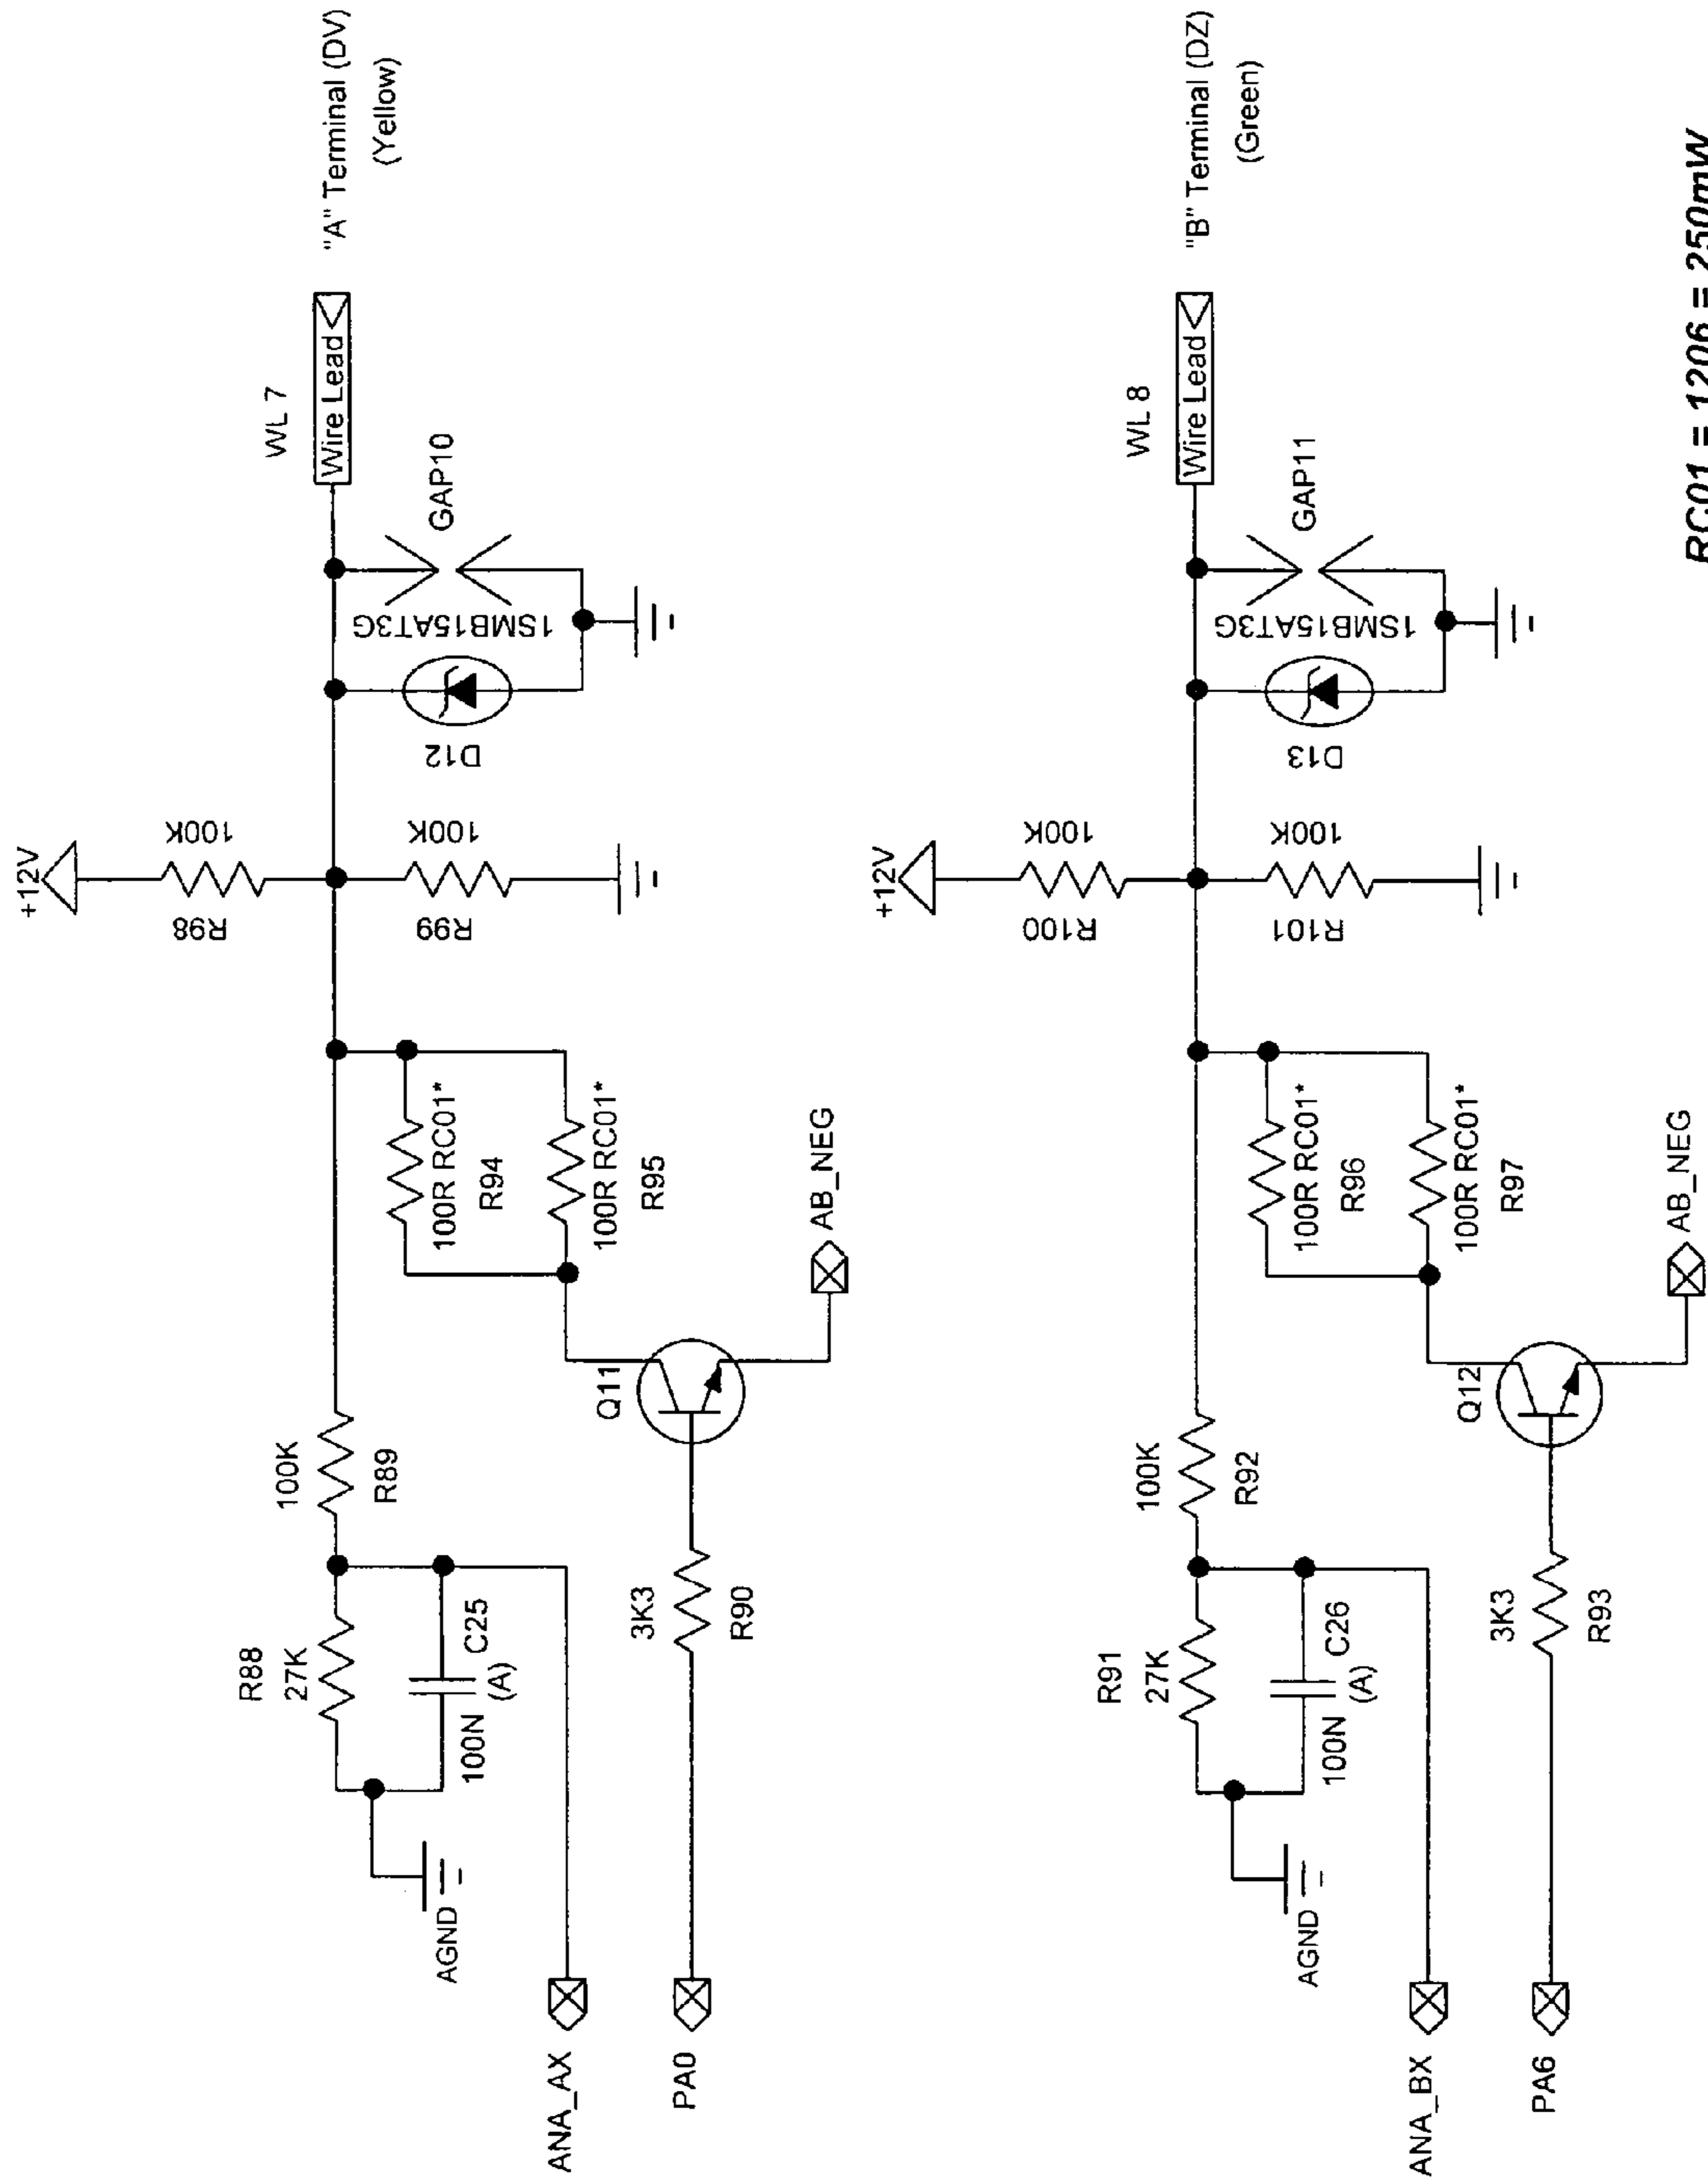 +12V
R98
100K
WL 7
Wire Lead
"A" Terminal (DV)
(Yellow)
R88
27K
100K
R89
R99
100K
D12
1SMB15AT3G
GAP10
AGND
100N
C25
(A)
100R RC01*
R94
100R RC01*
R95
ANA_AX
Q11
3K3
R90
PA0
AB_NEG
+12V
R100
100K
WL 8
Wire Lead
"B" Terminal (DZ)
(Green)
R91
27K
100K
R92
R101
100K
D13
1SMB15AT3G
GAP11
AGND
100N
C26
(A)
100R RC01*
R96
100R RC01*
R97
ANA_BX
Q12
3K3
R93
PA6
AB_NEG
RC01 = 1206 = 250mW